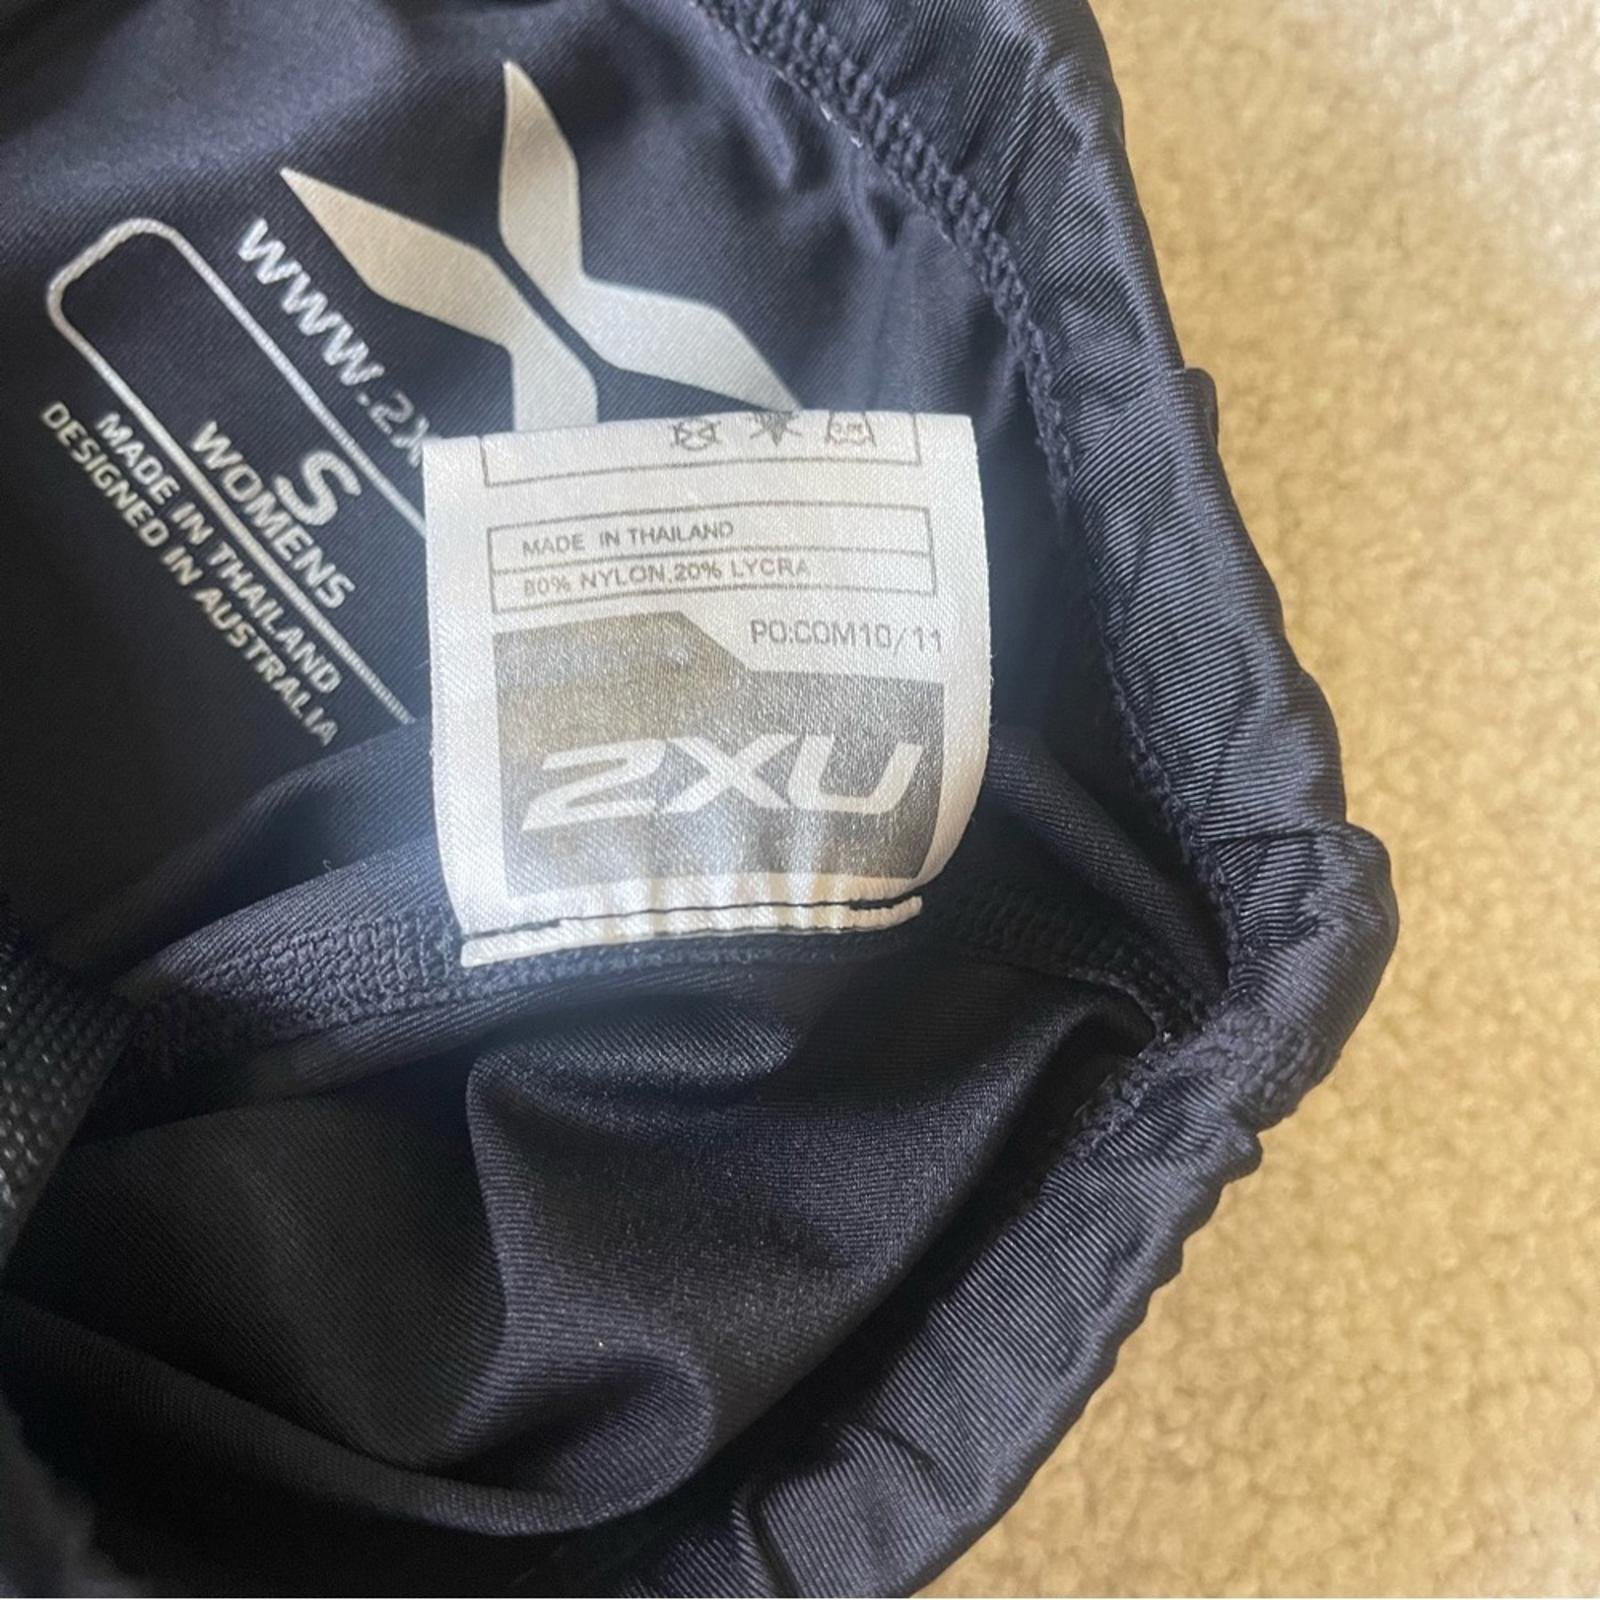 WWW.2X
S
WOMENS
MADE IN THAILAND
DESIGNED IN AUSTRALIA
MADE IN THAILAND
80% NYLON,20% LYCRA
PO:COM10/11
2XU